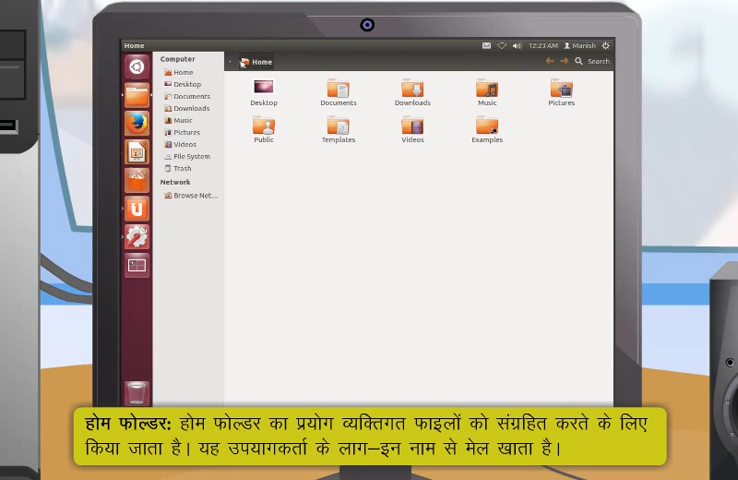 Home
12:23 AM Manish
Computer
Home
Desktop
Documents
Downloads
Music
Pictures
Videos
File System
Trash
Network
Browse Net...
Home
Search
Desktop
Documents
Downloads
Music
Pictures
Public
Templates
Videos
Examples
होम फोल्डर: होम फोल्डर का प्रयोग व्यक्तिगत फाइलों को संग्रहित करते के लिए
किया जाता है। यह उपयागकर्ता के लाग–इन नाम से मेल खाता है।